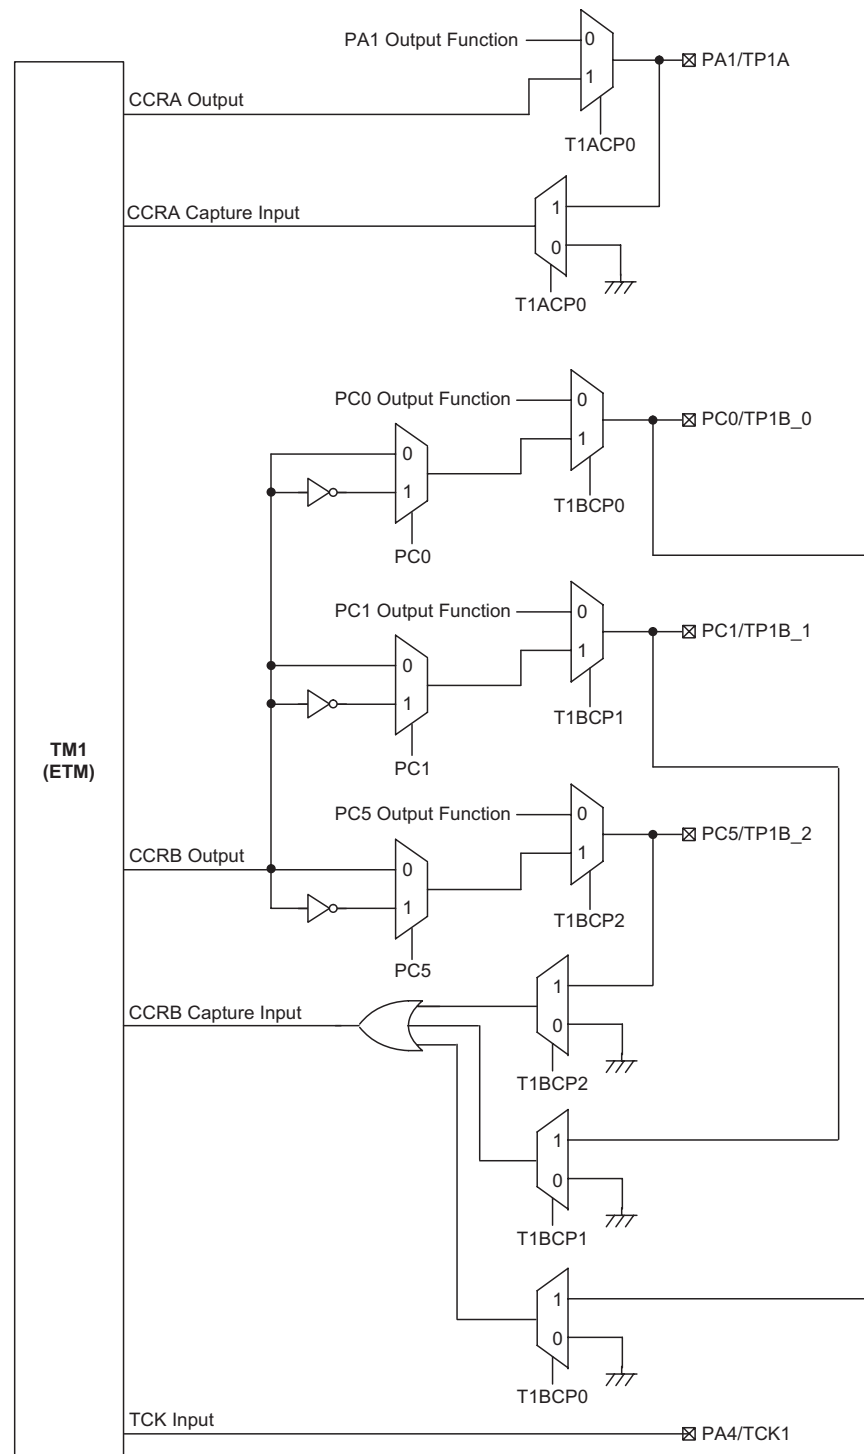 PA1 Output Function
0
PA1/TP1A
1
CCRA Output
T1ACP0
CCRA Capture Input
1
0
T1ACP0
PC0 Output Function
0
PC0/TP1B_0
1
0
1
T1BCP0
PC0
PC1 Output Function
0
PC1/TP1B_1
1
0
1
T1BCP1
PC1
TM1
(ETM)
PC5 Output Function
0
PC5/TP1B_2
1
CCRB Output
0
1
T1BCP2
PC5
1
CCRB Capture Input
0
T1BCP2
1
0
T1BCP1
1
0
T1BCP0
TCK Input
PA4/TCK1